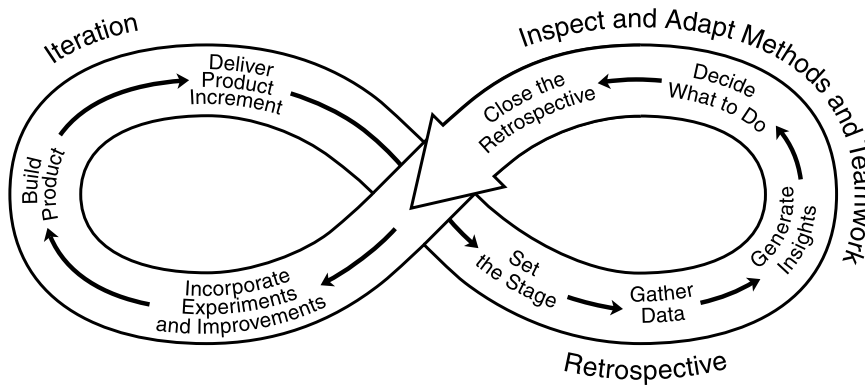 Iteration
Deliver
Product
Increment
Build
Product
Incorporate
Experiments
and Improvements
Inspect and Adapt Methods and Teamwork
Close the
Retrospective
Decide
What to Do
Generate
Insights
Gather
Data
Set
the Stage
Retrospective